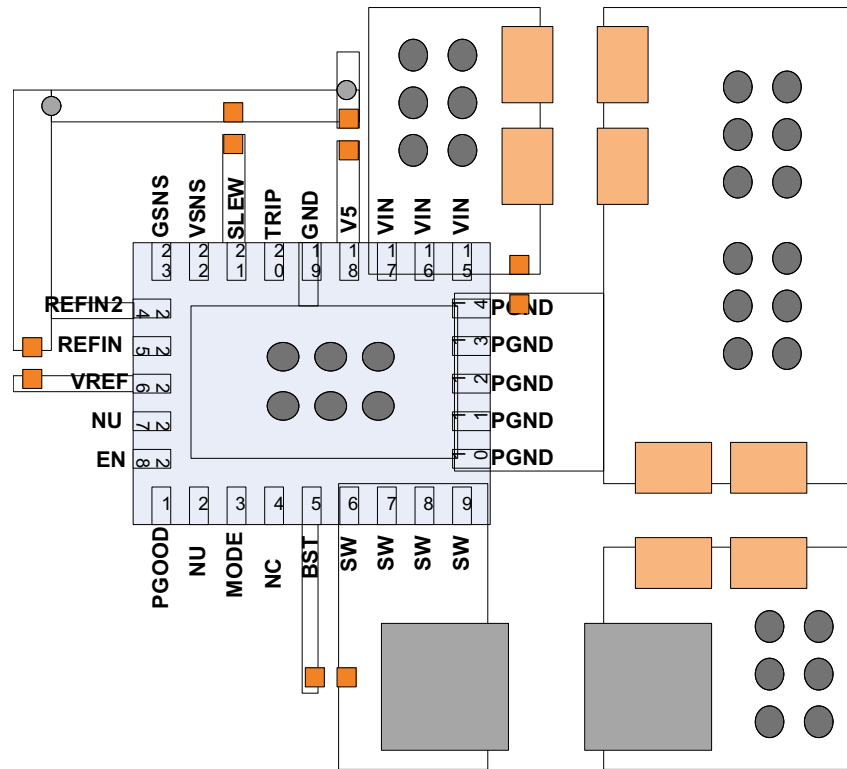 GSNS
VSNS
SLEW
TRIP
GND
V5
VIN
VIN
VIN
23
22
21
20
19
18
17
16
15
REFIN2
24
14
PGND
REFIN
25
13
PGND
VREF
26
12
PGND
NU
27
11
PGND
EN
28
10
PGND
1
2
3
4
5
6
7
8
9
PGOOD
NU
MODE
NC
BST
SW
SW
SW
SW